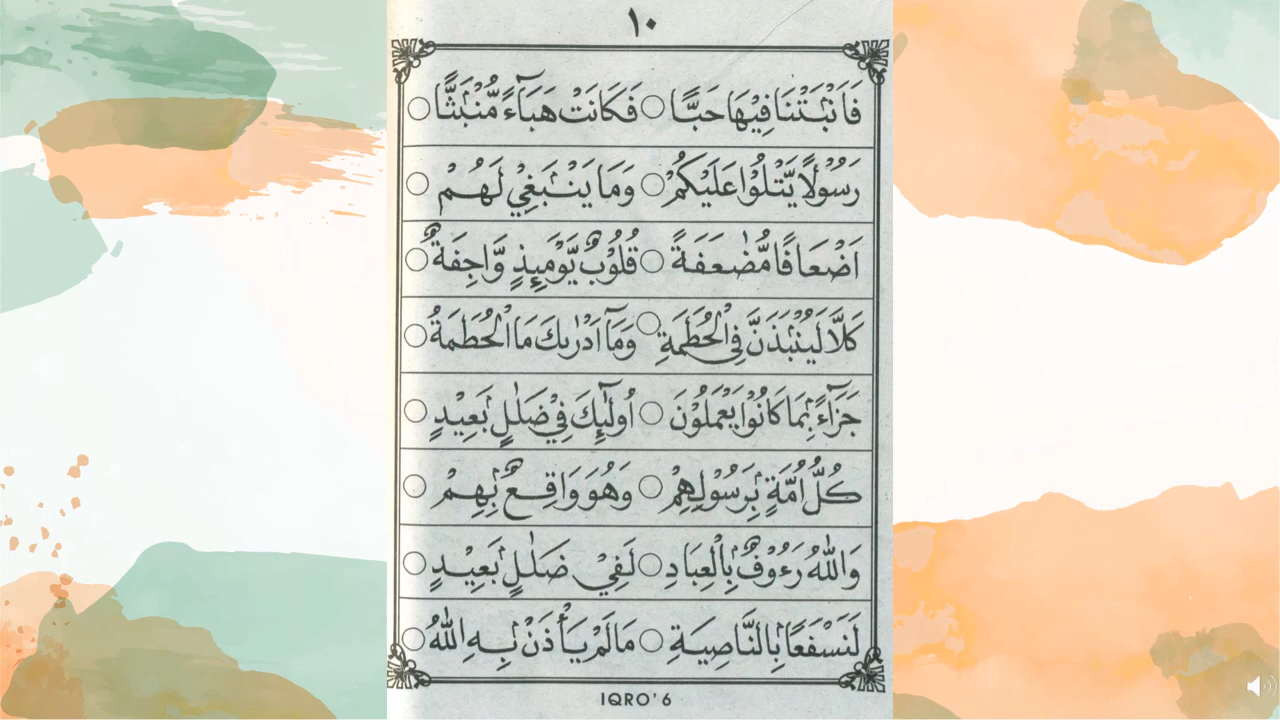 ١٠
فَاَنْۢبَتْنَا فِيْهَا حَبًّا ○ فَكَانَتْ هَبَآءً مُّنْۢبَثًّا ○
رَسُوْلًا يَّتْلُوْا عَلَيْكُمْ ○ وَمَا يَنْۢبَغِيْ لَهُمْ ○
اَضْعَافًا مُّضٰعَفَةً ○ قُلُوْبٌ يَّوْمَىِٕذٍ وَّاجِفَةٌ ○
كَلَّا لَيُنْۢبَذَنَّ فِى الْحُطَمَةِ ○ وَمَآ اَدْرٰىكَ مَا الْحُطَمَةُ ○
جَزَآءًۢ بِمَا كَانُوْا يَعْمَلُوْنَ ○ اُولٰۤىِٕكَ فِيْ ضَلٰلٍۢ بَعِيْدٍ ○
كُلُّ اُمَّةٍۢ بِرَسُوْلِهِمْ ○ وَهُوَ وَاقِعٌۢ بِهِمْ ○
وَاللّٰهُ رَءُوْفٌۢ بِالْعِبَادِ ○ لَفِيْ ضَلٰلٍۢ بَعِيْدٍ ○
لَنَسْفَعًۢا بِالنَّاصِيَةِ ○ مَا لَمْ يَأْذَنْۢ بِهِ اللّٰهُ ○
IQRO' 6